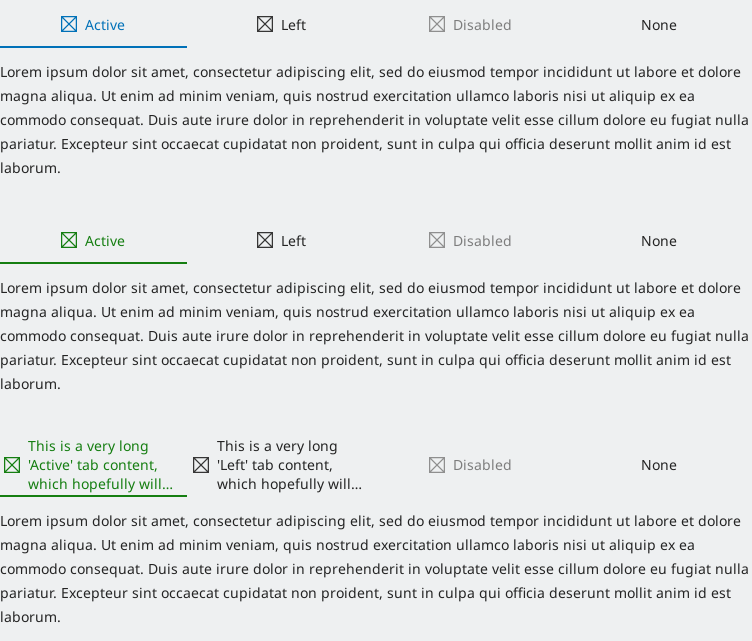 Active Left Disabled None
Lorem ipsum dolor sit amet, consectetur adipiscing elit, sed do eiusmod tempor incididunt ut labore et dolore
magna aliqua. Ut enim ad minim veniam, quis nostrud exercitation ullamco laboris nisi ut aliquip ex ea
commodo consequat. Duis aute irure dolor in reprehenderit in voluptate velit esse cillum dolore eu fugiat nulla
pariatur. Excepteur sint occaecat cupidatat non proident, sunt in culpa qui officia deserunt mollit anim id est
laborum.
Active Left Disabled None
Lorem ipsum dolor sit amet, consectetur adipiscing elit, sed do eiusmod tempor incididunt ut labore et dolore
magna aliqua. Ut enim ad minim veniam, quis nostrud exercitation ullamco laboris nisi ut aliquip ex ea
commodo consequat. Duis aute irure dolor in reprehenderit in voluptate velit esse cillum dolore eu fugiat nulla
pariatur. Excepteur sint occaecat cupidatat non proident, sunt in culpa qui officia deserunt mollit anim id est
laborum.
This is a very long
'Active' tab content,
which hopefully will...
This is a very long
'Left' tab content,
which hopefully will...
Disabled
None
Lorem ipsum dolor sit amet, consectetur adipiscing elit, sed do eiusmod tempor incididunt ut labore et dolore
magna aliqua. Ut enim ad minim veniam, quis nostrud exercitation ullamco laboris nisi ut aliquip ex ea
commodo consequat. Duis aute irure dolor in reprehenderit in voluptate velit esse cillum dolore eu fugiat nulla
pariatur. Excepteur sint occaecat cupidatat non proident, sunt in culpa qui officia deserunt mollit anim id est
laborum.